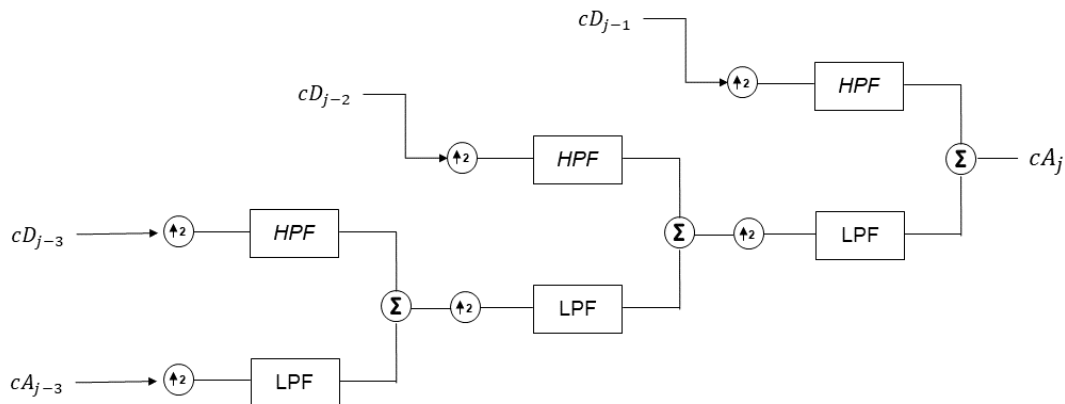 cD_{j-1}
↑2 HPF
cD_{j-2}
↑2 HPF
Σ cA_j
cD_{j-3} ↑2 HPF
Σ ↑2 LPF
Σ ↑2 LPF
cA_{j-3} ↑2 LPF